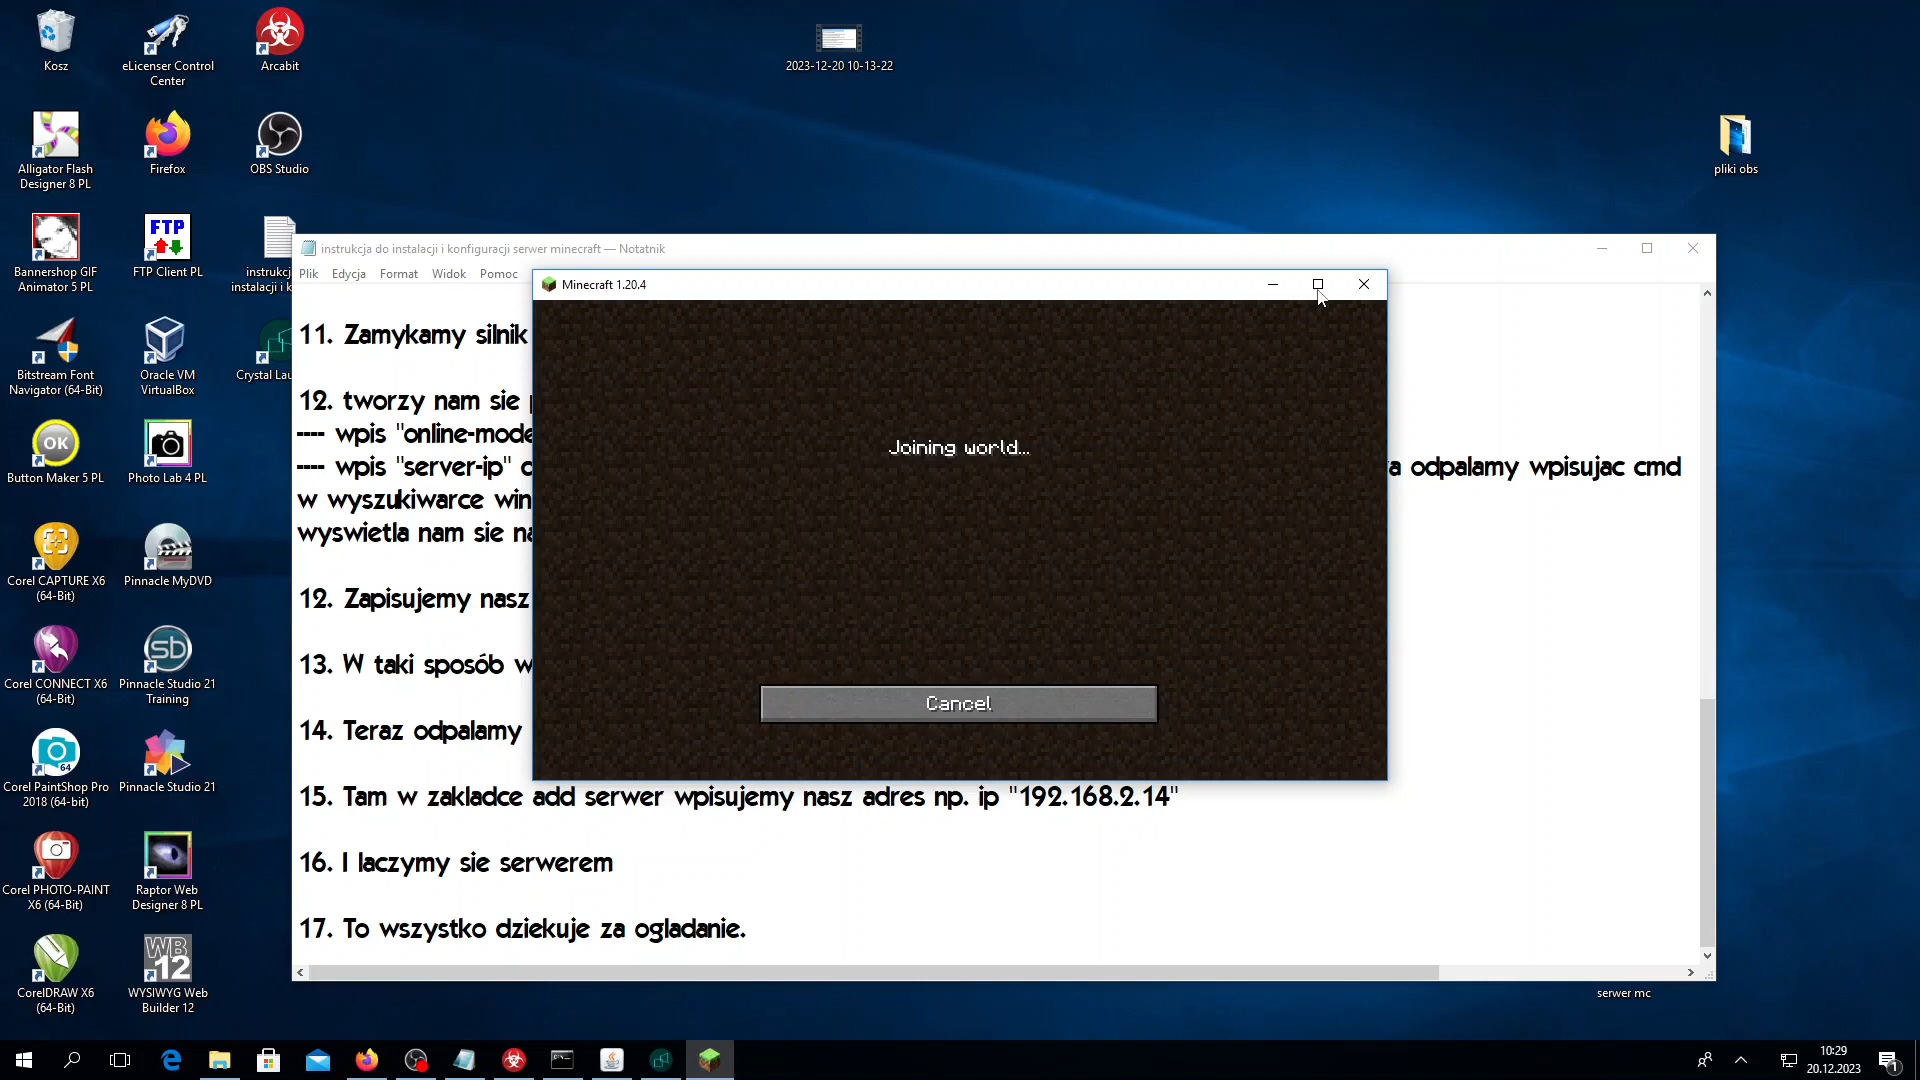 Kosz
eLicenser Control
Center
Arcabit
2023-12-20 10-13-22
Alligator Flash
Designer 8 PL
Firefox
OBS Studio
pliki obs
FTP
Bannershop GIF
Animator 5 PL
FTP Client PL
instrukcj
instalacji i k
Bitstream Font
Navigator (64-Bit)
Oracle VM
VirtualBox
Crystal Lau
OK
Button Maker 5 PL
Photo Lab 4 PL
Corel CAPTURE X6
(64-Bit)
Pinnacle MyDVD
sb
Corel CONNECT X6
(64-Bit)
Pinnacle Studio 21
Training
64
Corel PaintShop Pro
2018 (64-bit)
Pinnacle Studio 21
Corel PHOTO-PAINT
X6 (64-Bit)
Raptor Web
Designer 8 PL
WB
12
CorelDRAW X6
(64-Bit)
WYSIWYG Web
Builder 12
instrukcja do instalacji i konfiguracji serwer minecraft — Notatnik
Plik Edycja Format Widok Pomoc
11. Zamykamy silnik
12. tworzy nam sie
---- wpis "online-mode
---- wpis "server-ip" a odpalamy wpisujac cmd
w wyszukiwarce win
wyswietla nam sie na
12. Zapisujemy nasz
13. W taki sposób w
14. Teraz odpalamy
15. Tam w zakladce add serwer wpisujemy nasz adres np. ip "192.168.2.14"
16. I laczymy sie serwerem
17. To wszystko dziekuje za ogladanie.
Minecraft 1.20.4
Joining world...
Cancel
serwer mc
10:29
20.12.2023
1